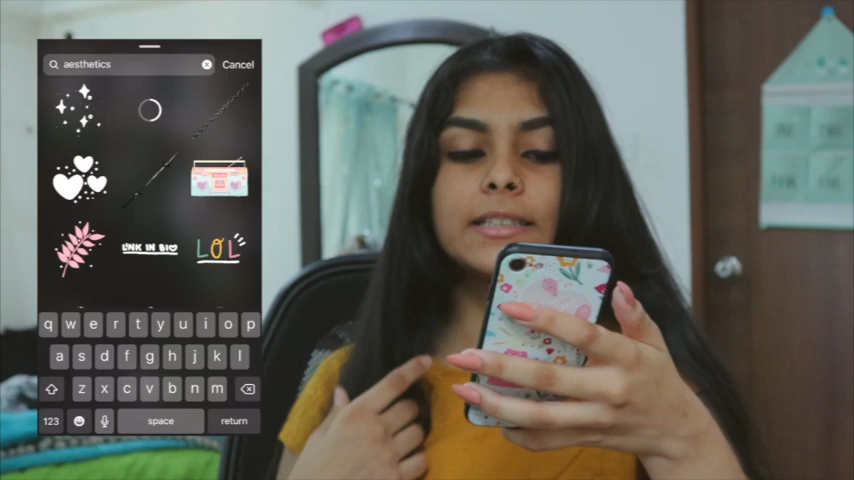 aesthetics
Cancel
LINK IN BIO
LOL
q w e r t y u i o p
a s d f g h j k l
z x c v b n m
123
space
return